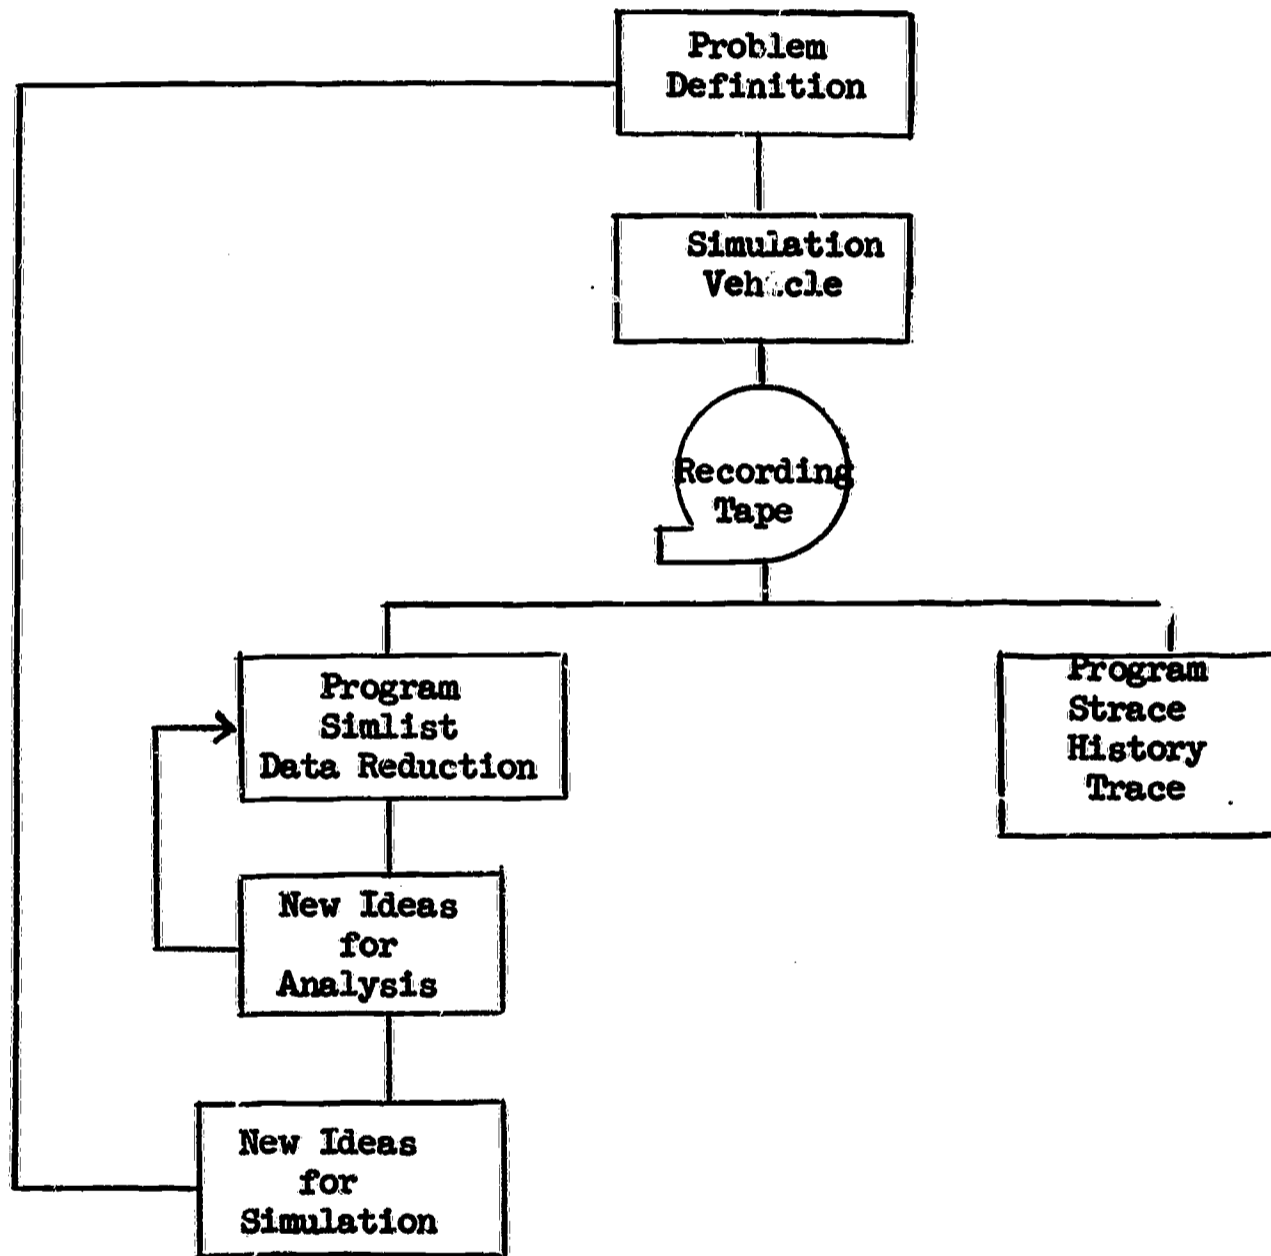 Problem
Definition
Simulation
Vehicle
Recording
Tape
Program
Simlist
Data Reduction
Program
Strace
History
Trace
New Ideas
for
Analysis
New Ideas
for
Simulation